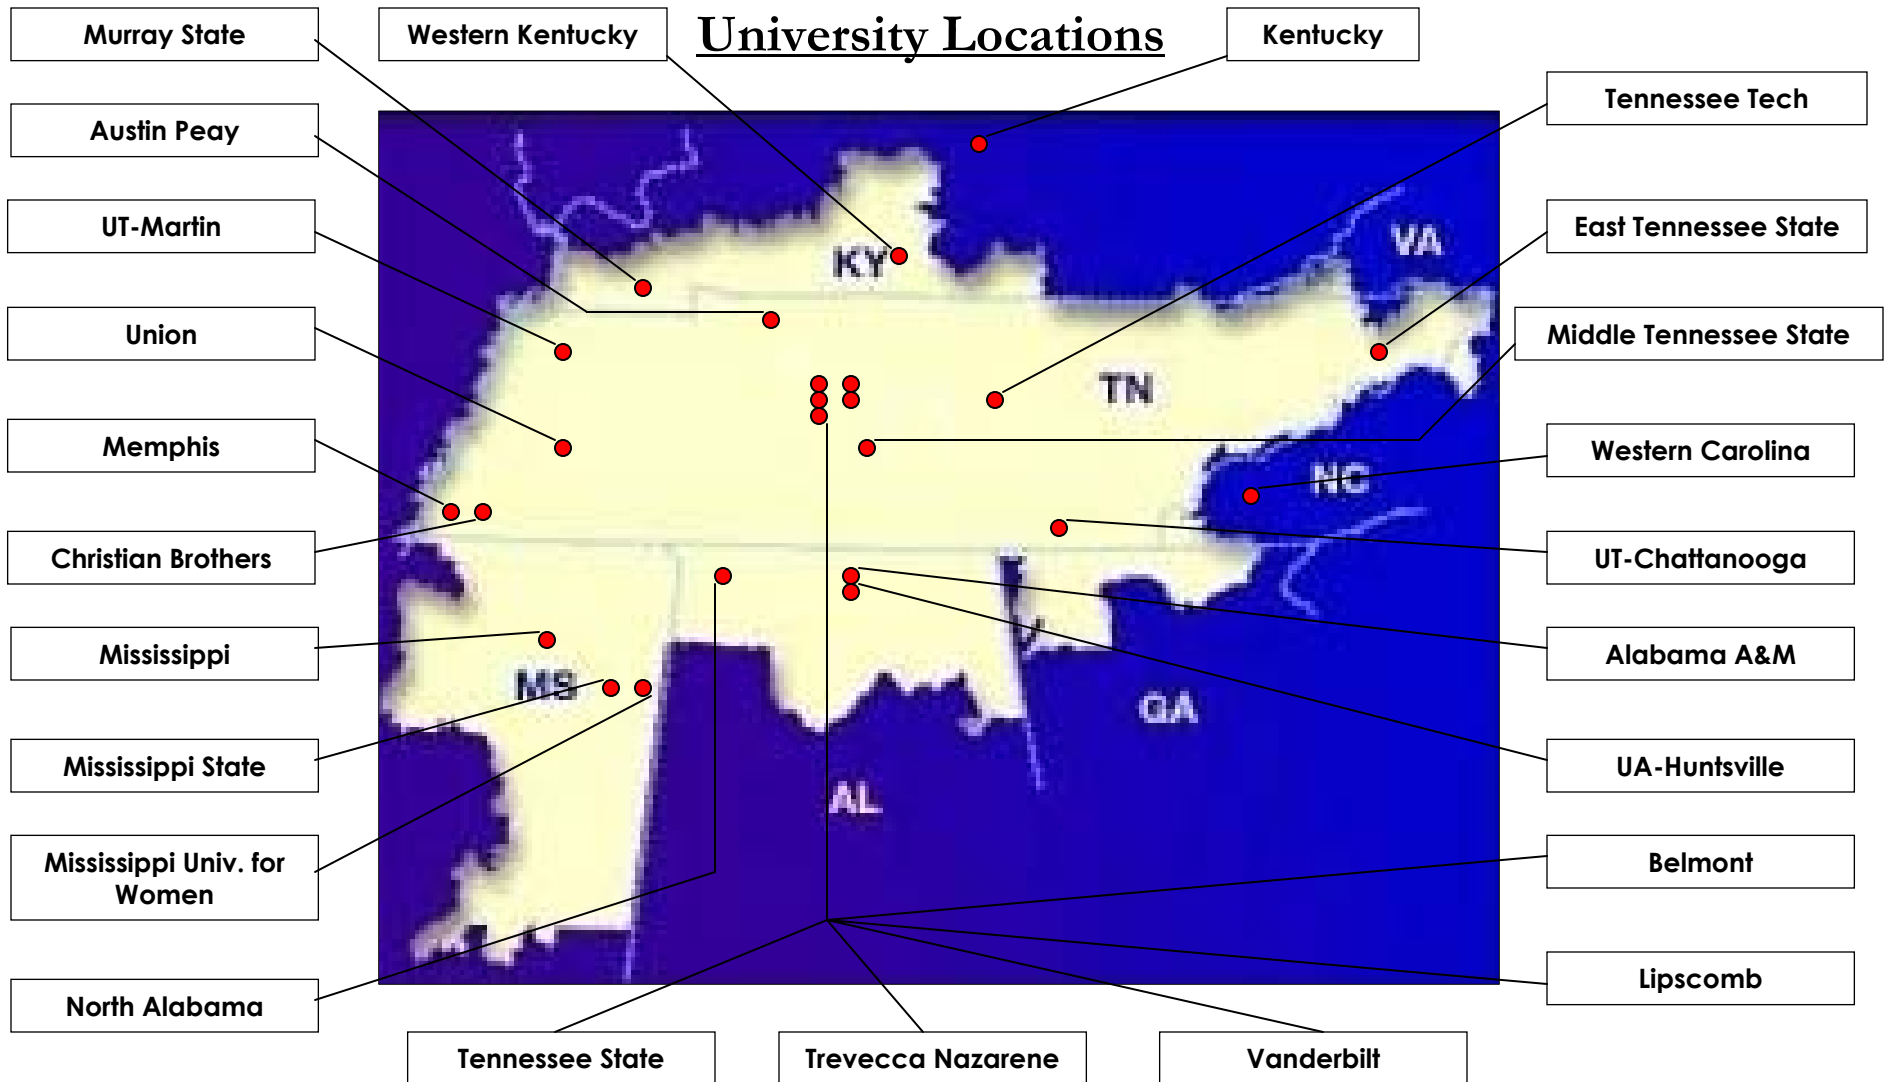 University Locations
Murray State
Western Kentucky
Kentucky
Tennessee Tech
Austin Peay
UT-Martin
East Tennessee State
Union
Middle Tennessee State
Memphis
Western Carolina
Christian Brothers
UT-Chattanooga
Mississippi
Alabama A&M
Mississippi State
UA-Huntsville
Mississippi Univ. for
Women
Belmont
North Alabama
Lipscomb
Tennessee State
Trevecca Nazarene
Vanderbilt
KY
VA
TN
NC
MS
GA
AL